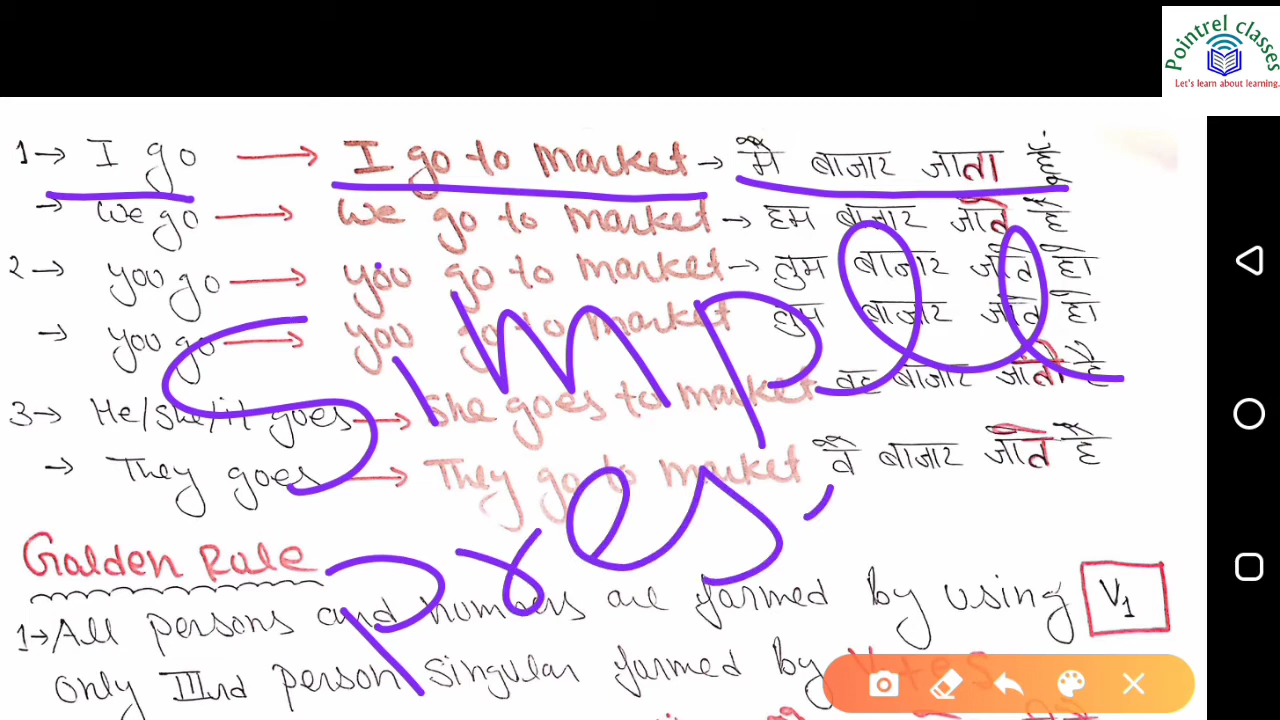 Pointrel classes
Let's learn about learning.
1→ I go → I go to market → मैं बाजार जाता हूँ
→ we go → we go to market → हम बाजार जाते हैं
2→ you go → you go to market → तुम बाजार जाते हो
→ you go → you go to market → तुम बाजार जाते हो
3→ He/she/it goes → She goes to market वह बाजार जाती है
→ They goes → They go to market वे बाजार जाते हैं
Simple
pres,
Golden Rule
1→ All persons and numbers are formed by using V1
only IIIrd person singular formed by V1+es